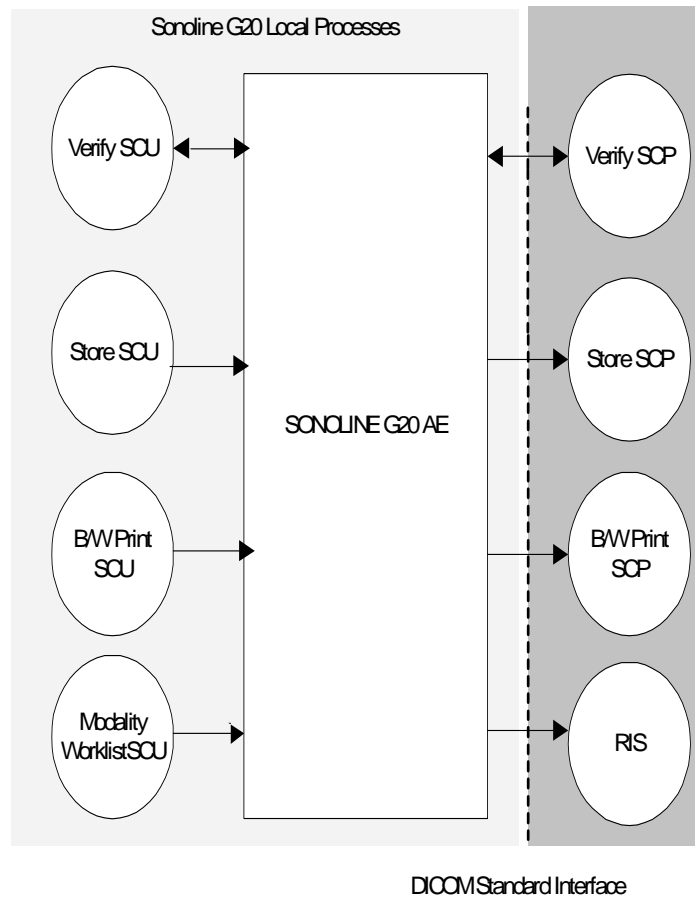 Sonoline G20 Local Processes
Verify SCU
Verify SCP
Store SCU
Store SCP
SONOLINE G20 AE
B/W Print
SCU
B/W Print
SCP
Modality
Worklist SCU
RIS
DICOM Standard Interface